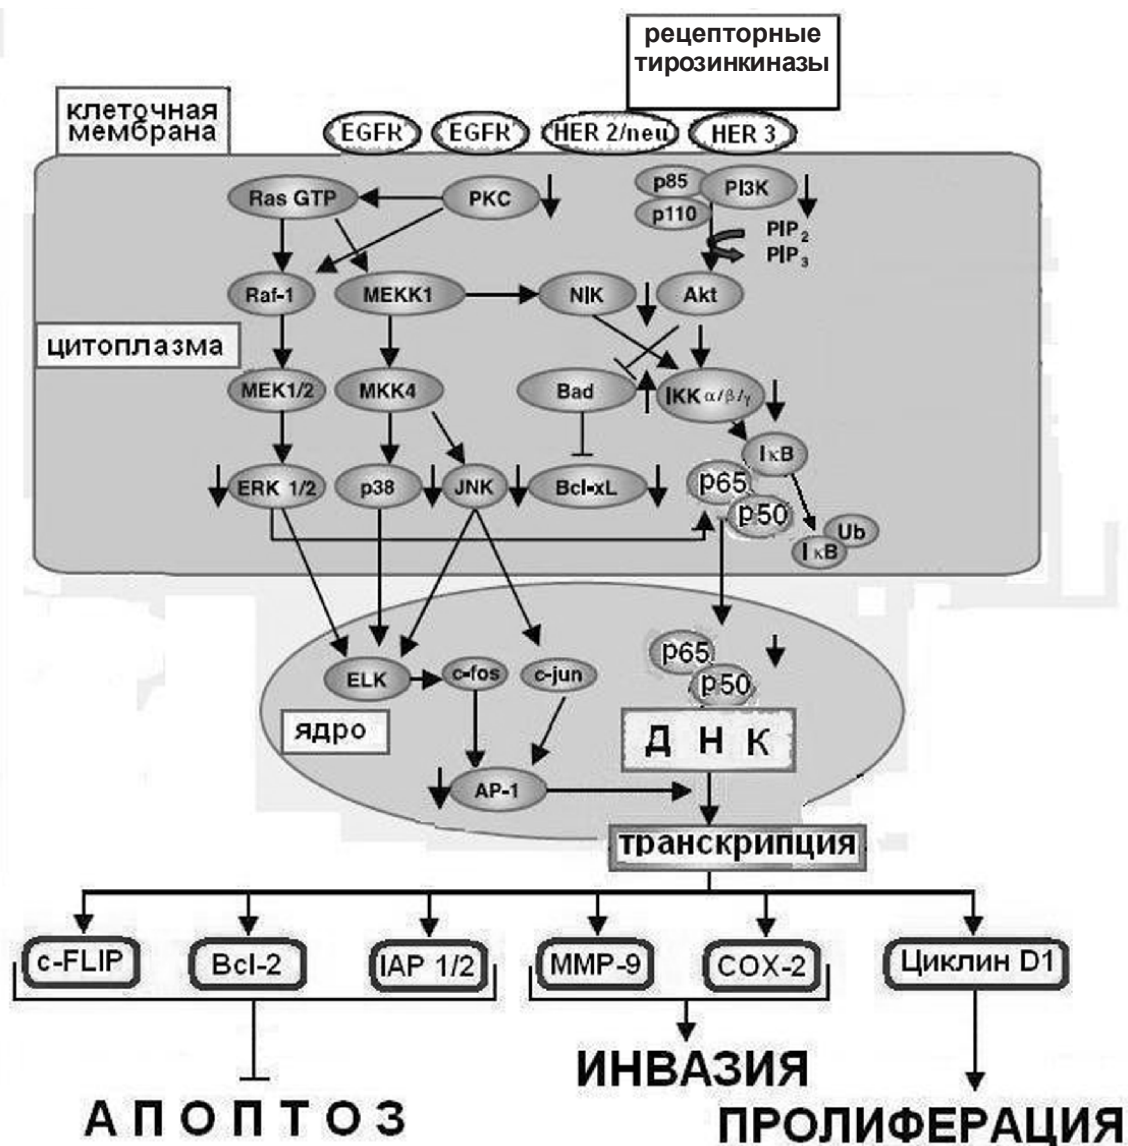 рецепторные
тирозинкиназы
клеточная
мембрана
EGFR EGFR HER 2/neu HER 3
Ras GTP PKC p85 PI3K
p110 PIP2
PIP3
Raf-1 MEKK1 NIK Akt
цитоплазма
MEK1/2 MKK4 Bad IKK α/β/γ
IκB
ERK 1/2 p38 JNK Bcl-xL p65
p50
Ub
IκB
p65
ELK c-fos c-jun p50
ядро
Д Н К
AP-1
транскрипция
c-FLIP Bcl-2 IAP 1/2 MMP-9 COX-2 Циклин D1
ИНВАЗИЯ
АПОПТОЗ ПРОЛИФЕРАЦИЯ